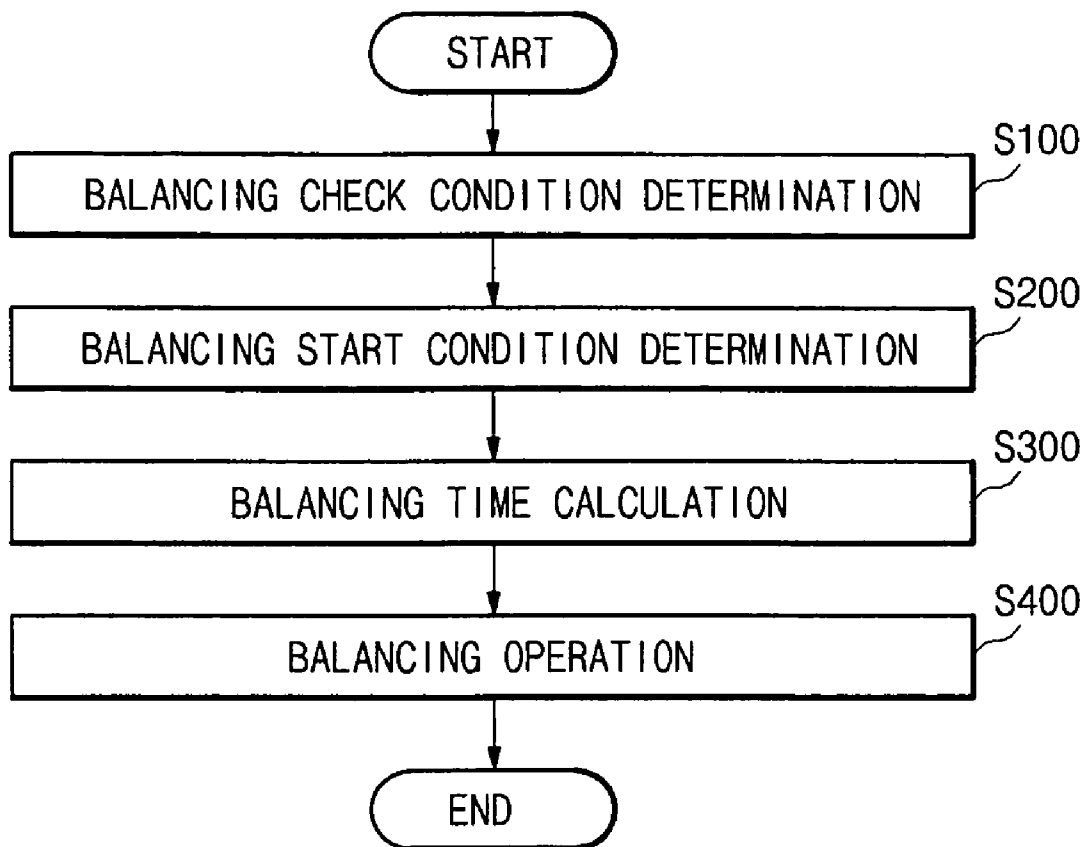 START
S100
BALANCING CHECK CONDITION DETERMINATION
S200
BALANCING START CONDITION DETERMINATION
S300
BALANCING TIME CALCULATION
S400
BALANCING OPERATION
END